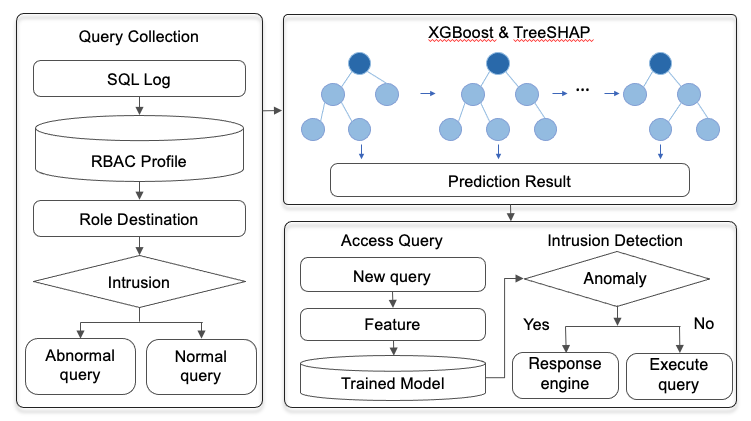 Query Collection
SQL Log
RBAC Profile
Role Destination
Intrusion
Abnormal
query
Normal
query
XGBoost & TreeSHAP
...
Prediction Result
Access Query
New query
Feature
Trained Model
Intrusion Detection
Anomaly
Yes
No
Response
engine
Execute
query